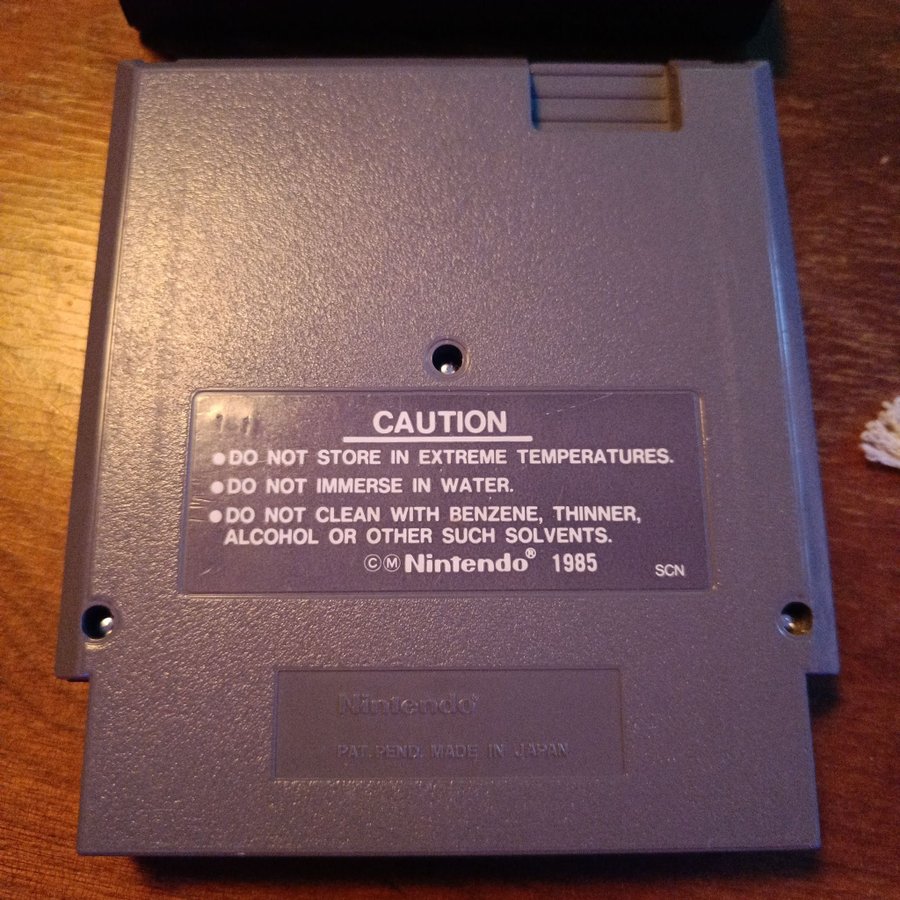 CAUTION
●DO NOT STORE IN EXTREME TEMPERATURES.
●DO NOT IMMERSE IN WATER.
●DO NOT CLEAN WITH BENZENE, THINNER,
ALCOHOL OR OTHER SUCH SOLVENTS.
ⒸⓂNintendo® 1985
SCN
Nintendo®
PAT. PEND. MADE IN JAPAN